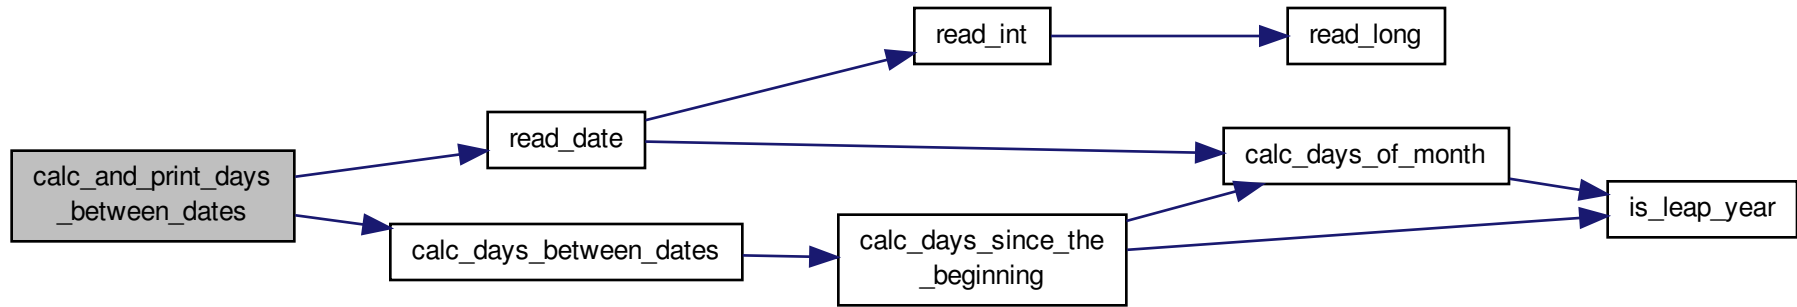 calc_and_print_days
_between_dates
read_date
calc_days_between_dates
read_int
calc_days_since_the
_beginning
read_long
calc_days_of_month
is_leap_year